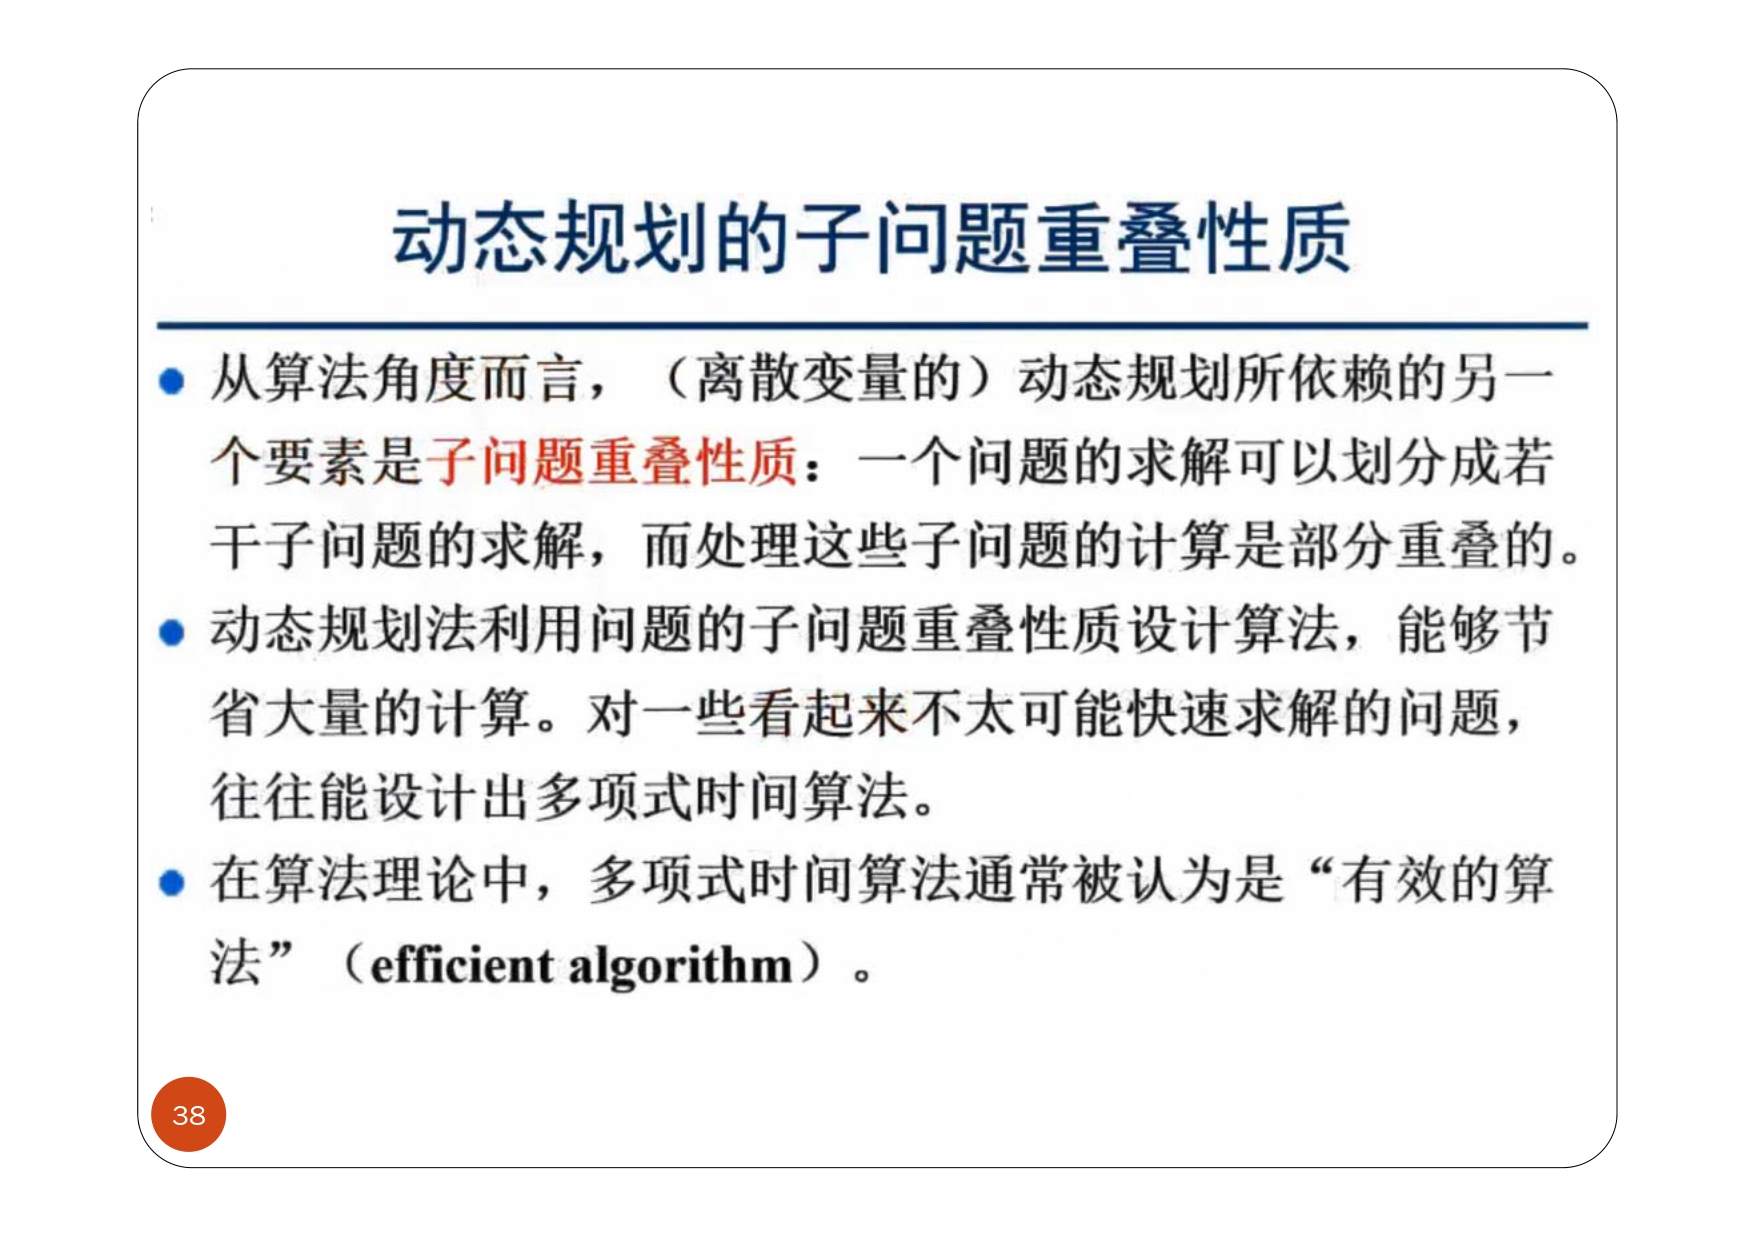 动态规划的子问题重叠性质
从算法角度而言，（离散变量的）动态规划所依赖的另一
个要素是子问题重叠性质：一个问题的求解可以划分成若
干子问题的求解，而处理这些子问题的计算是部分重叠的。
动态规划法利用问题的子问题重叠性质设计算法，能够节
省大量的计算。对一些看起来不太可能快速求解的问题，
往往能设计出多项式时间算法。
在算法理论中，多项式时间算法通常被认为是“有效的算
法”（efficient algorithm）。
38